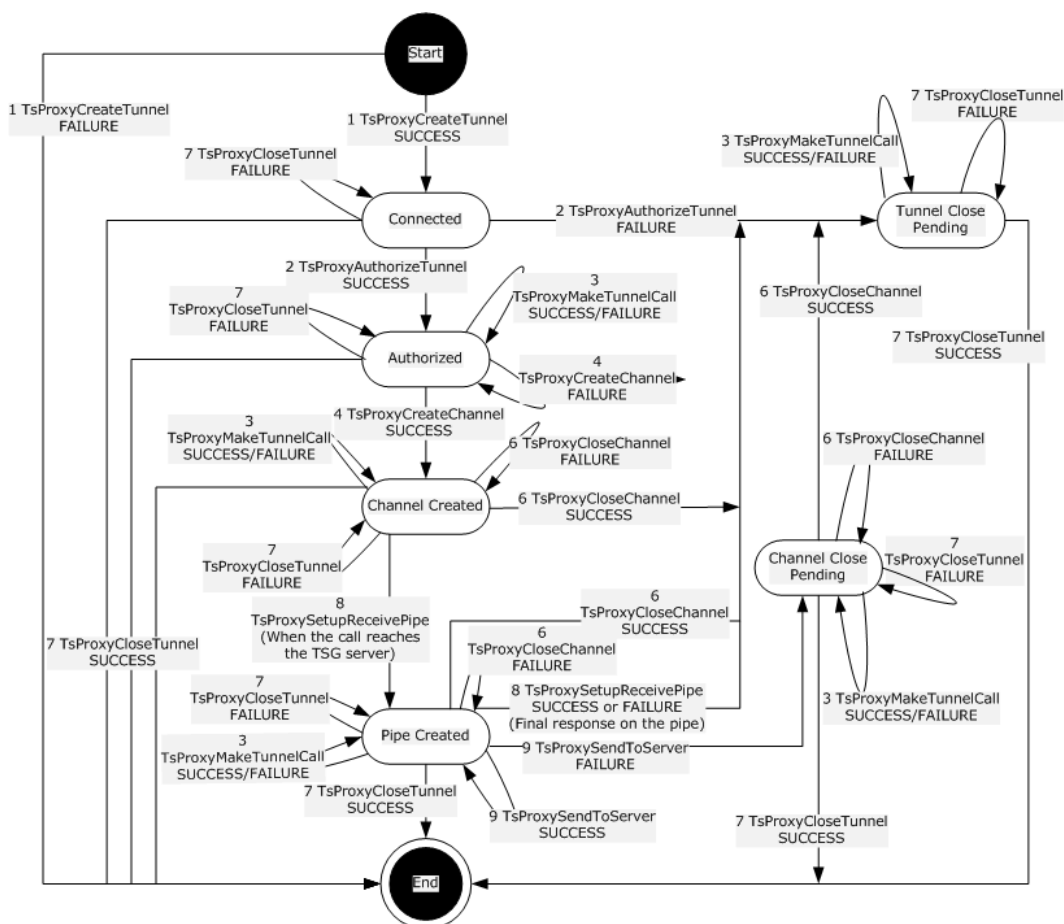 Start
1 TsProxyCreateTunnel
FAILURE
1 TsProxyCreateTunnel
SUCCESS
7 TsProxyCloseTunnel
FAILURE
3 TsProxyMakeTunnelCall
SUCCESS/FAILURE
7 TsProxyCloseTunnel
FAILURE
Connected
2 TsProxyAuthorizeTunnel
FAILURE
Tunnel Close
Pending
2 TsProxyAuthorizeTunnel
SUCCESS
7
TsProxyCloseTunnel
FAILURE
3
TsProxyMakeTunnelCall
SUCCESS/FAILURE
6 TsProxyCloseChannel
SUCCESS
7 TsProxyCloseTunnel
SUCCESS
Authorized
4
TsProxyCreateChannel
FAILURE
4 TsProxyCreateChannel
SUCCESS
3
TsProxyMakeTunnelCall
SUCCESS/FAILURE
6 TsProxyCloseChannel
FAILURE
6 TsProxyCloseChannel
FAILURE
Channel Created
6 TsProxyCloseChannel
SUCCESS
7
TsProxyCloseTunnel
FAILURE
Channel Close
Pending
7
TsProxyCloseTunnel
FAILURE
8
TsProxySetupReceivePipe
(When the call reaches
the TSG server)
6
TsProxyCloseChannel
SUCCESS
7 TsProxyCloseTunnel
SUCCESS
6
TsProxyCloseChannel
FAILURE
7
TsProxyCloseTunnel
FAILURE
8 TsProxySetupReceivePipe
SUCCESS or FAILURE
(Final response on the pipe)
3 TsProxyMakeTunnelCall
SUCCESS/FAILURE
Pipe Created
3
TsProxyMakeTunnelCall
SUCCESS/FAILURE
9 TsProxySendToServer
FAILURE
7 TsProxyCloseTunnel
SUCCESS
9 TsProxySendToServer
SUCCESS
7 TsProxyCloseTunnel
SUCCESS
End